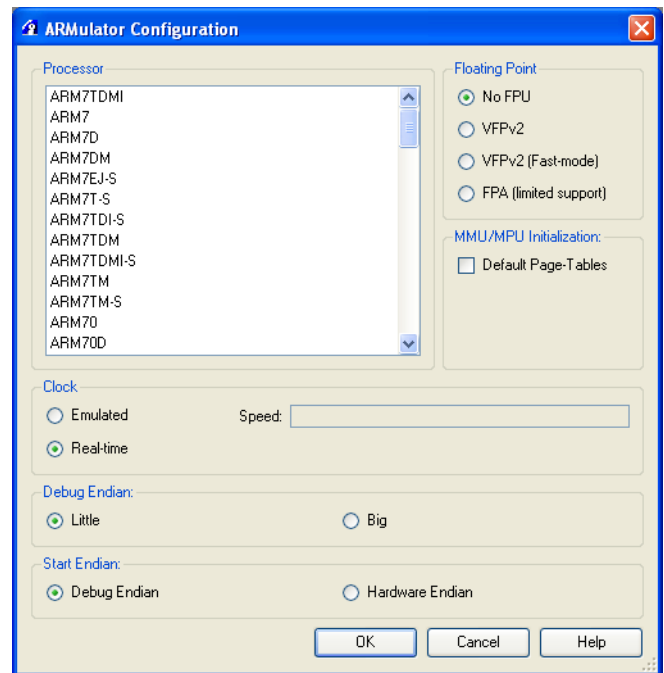 ARMulator Configuration
Processor
ARM7TDMI
ARM7
ARM7D
ARM7DM
ARM7EJ-S
ARM7T-S
ARM7TDI-S
ARM7TDM
ARM7TDMI-S
ARM7TM
ARM7TM-S
ARM70
ARM70D
Floating Point
No FPU
VFPv2
VFPv2 (Fast-mode)
FPA (limited support)
MMU/MPU Initialization:
Default Page-Tables
Clock
Emulated
Speed:
Real-time
Debug Endian:
Little
Big
Start Endian:
Debug Endian
Hardware Endian
OK
Cancel
Help